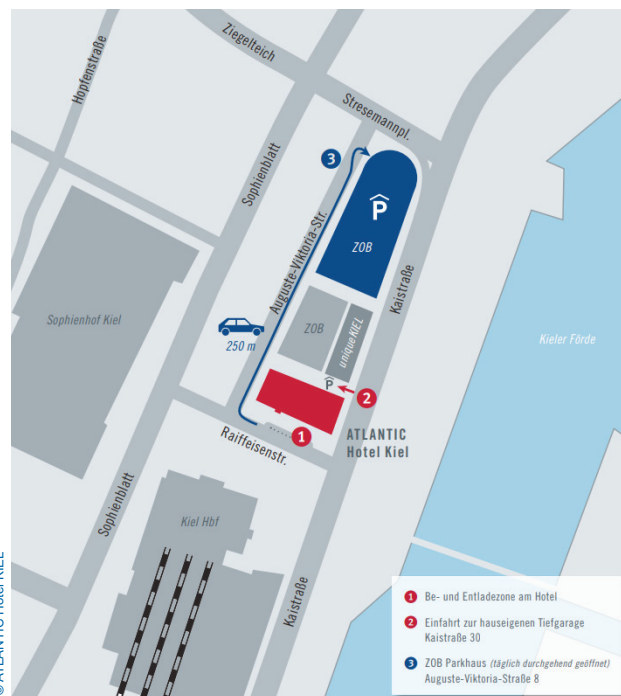 Ziegelteich
Hopfenstraße
Stresemannpl.
Sophienblatt
3
P
ZOB
Auguste-Viktoria-Str.
Kaistraße
Sophienhof Kiel
ZOB
uniqueKIEL
Kieler Förde
250 m
P
2
1
ATLANTIC
Hotel Kiel
Raiffeisenstr.
Sophienblatt
Kiel Hbf
Kaistraße
1 Be- und Entladezone am Hotel
2 Einfahrt zur hauseigenen Tiefgarage
Kaistraße 30
3 ZOB Parkhaus (täglich durchgehend geöffnet)
Auguste-Viktoria-Straße 8
© ATLANTIC Hotel KIEL